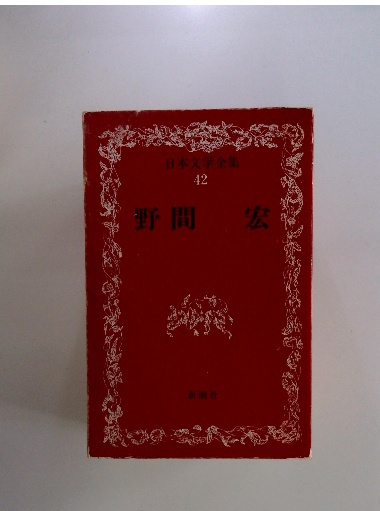 日本文学全集
42
野間 宏
新潮社